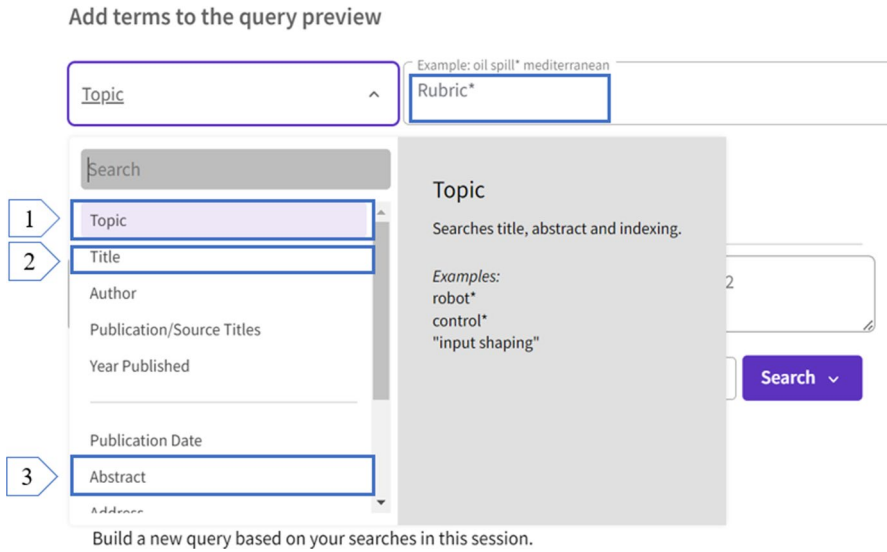 Add terms to the query preview
Example: oil spill* mediterranean
Topic
Rubric*
Search
Topic
Searches title, abstract and indexing.
Examples:
robot*
control*
"input shaping"
1
Topic
2
Title
Author
Publication/Source Titles
Year Published
Publication Date
3
Abstract
Address
2
Search
Build a new query based on your searches in this session.